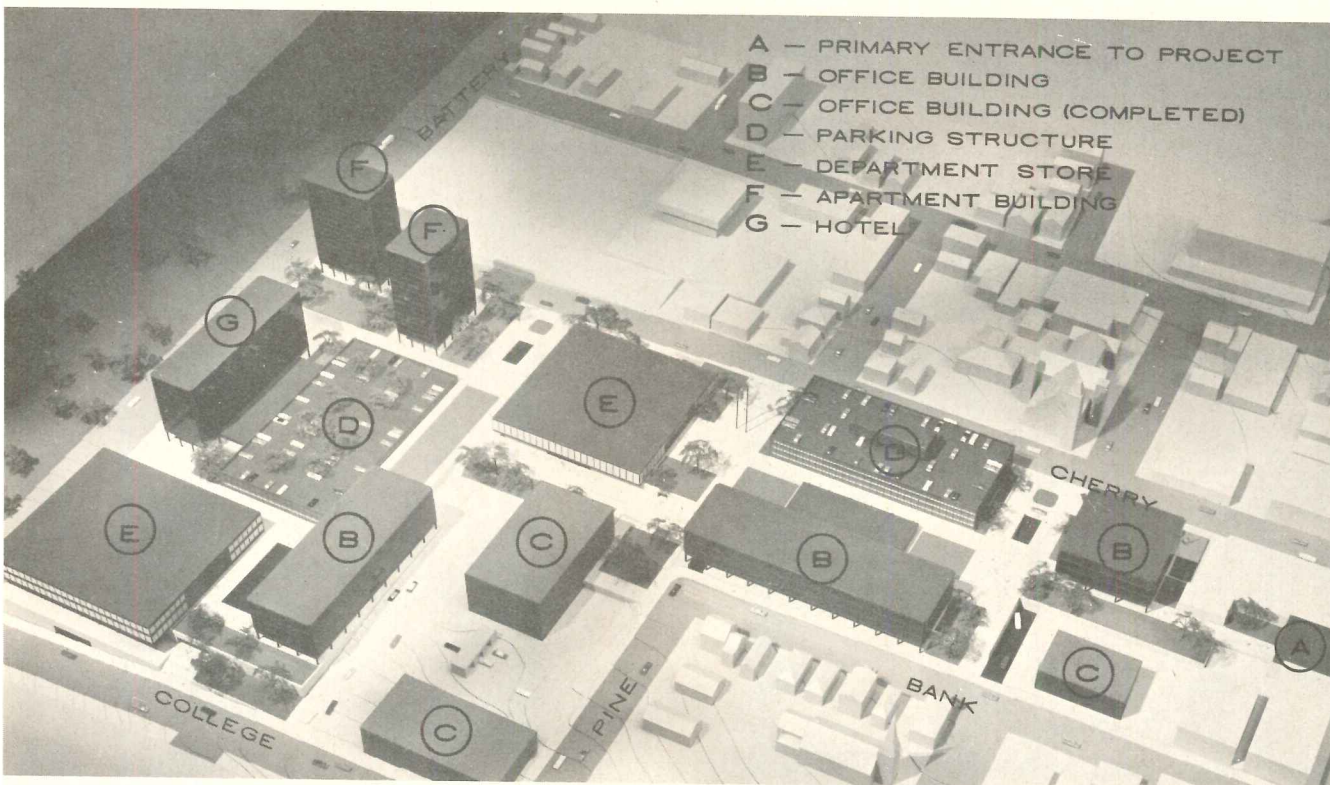 A — PRIMARY ENTRANCE TO PROJECT
B — OFFICE BUILDING
C — OFFICE BUILDING (COMPLETED)
D — PARKING STRUCTURE
E — DEPARTMENT STORE
F — APARTMENT BUILDING
G — HOTEL
BATTERY
F
F
G
E
D
D
CHERRY
E
B
C
B
B
A
C
BANK
PINE
COLLEGE
C